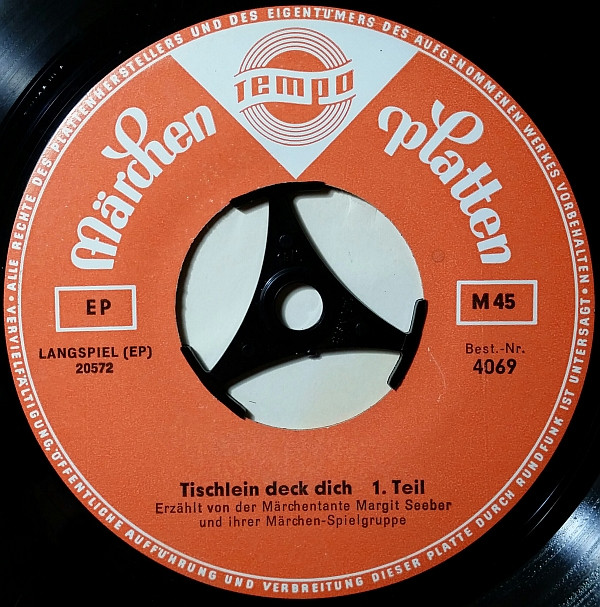 ALLE RECHTE DES PLATTENHERSTELLERS UND DES EIGENTÜMERS DES AUFGENOMMENEN WERKES VORBEHALTEN • VERVIELFÄLTIGUNG, ÖFFENTLICHE AUFFÜHRUNG UND VERBREITUNG DIESER PLATTE DURCH RUNDFUNK IST UNTERSAGT •
TEMPO
Märchen Platten
EP
M 45
LANGSPIEL (EP)
20572
Best.-Nr.
4069
Tischlein deck dich 1. Teil
Erzählt von der Märchentante Margit Seeber
und ihrer Märchen-Spielgruppe